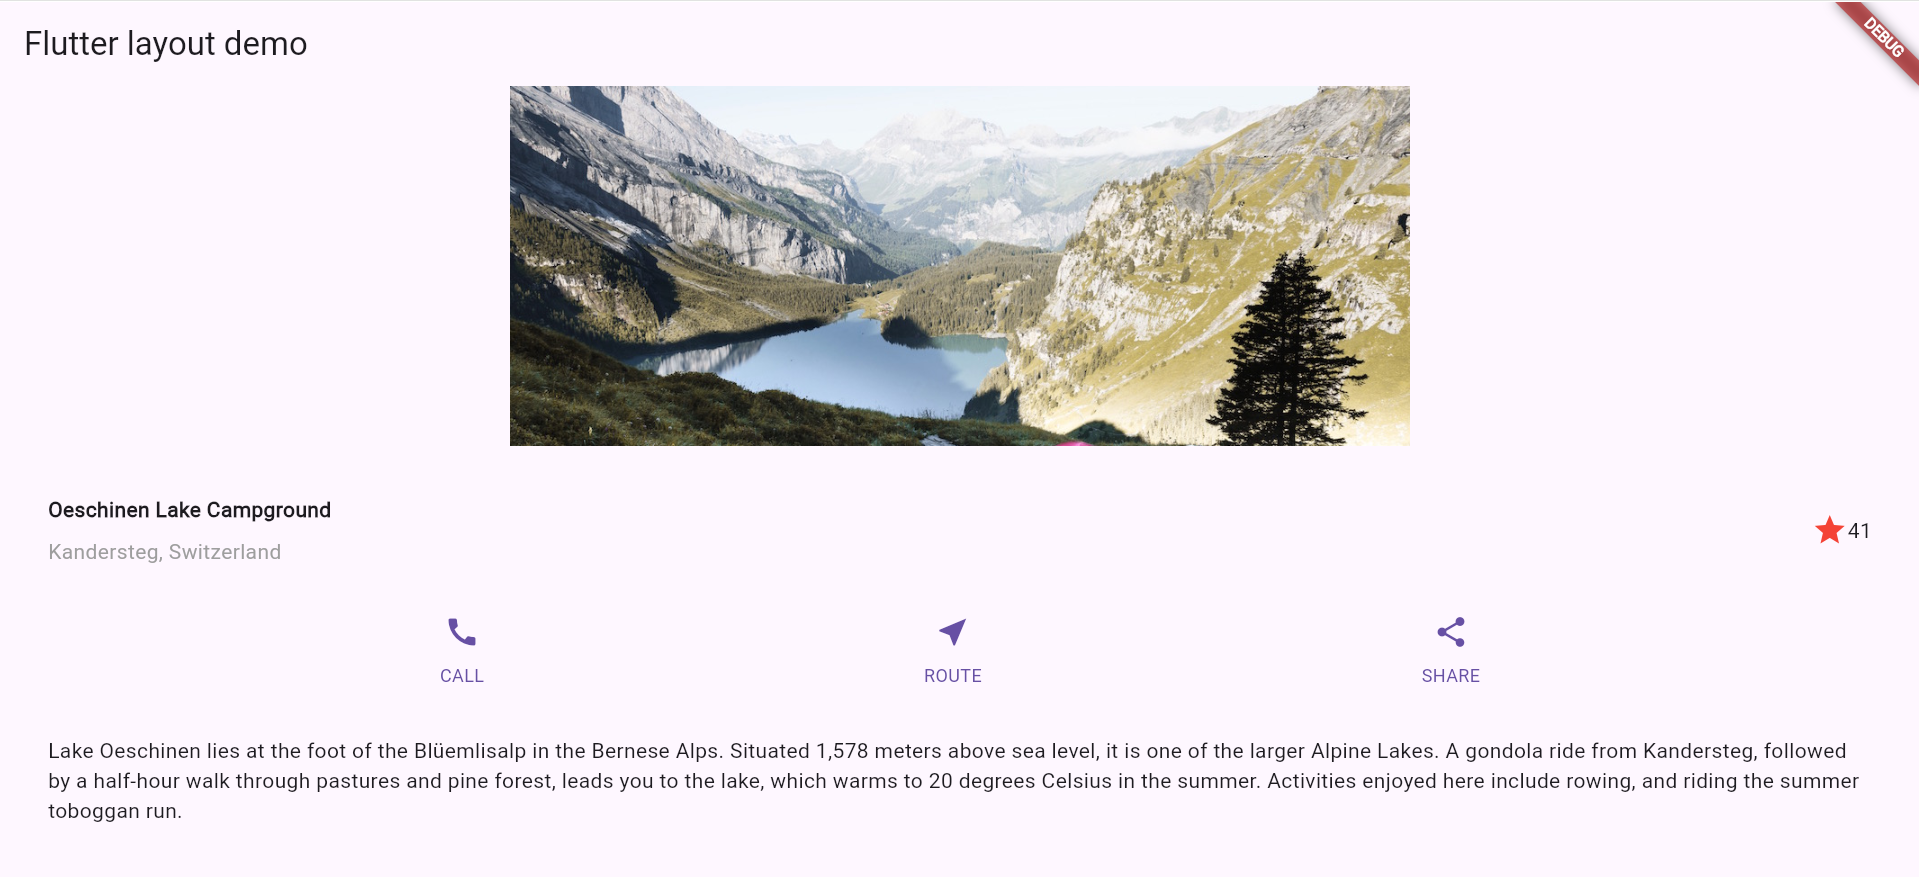 Flutter layout demo
DEBUG
Oeschinen Lake Campground
Kandersteg, Switzerland
41
CALL
ROUTE
SHARE
Lake Oeschinen lies at the foot of the Blüemlisalp in the Bernese Alps. Situated 1,578 meters above sea level, it is one of the larger Alpine Lakes. A gondola ride from Kandersteg, followed
by a half-hour walk through pastures and pine forest, leads you to the lake, which warms to 20 degrees Celsius in the summer. Activities enjoyed here include rowing, and riding the summer
toboggan run.